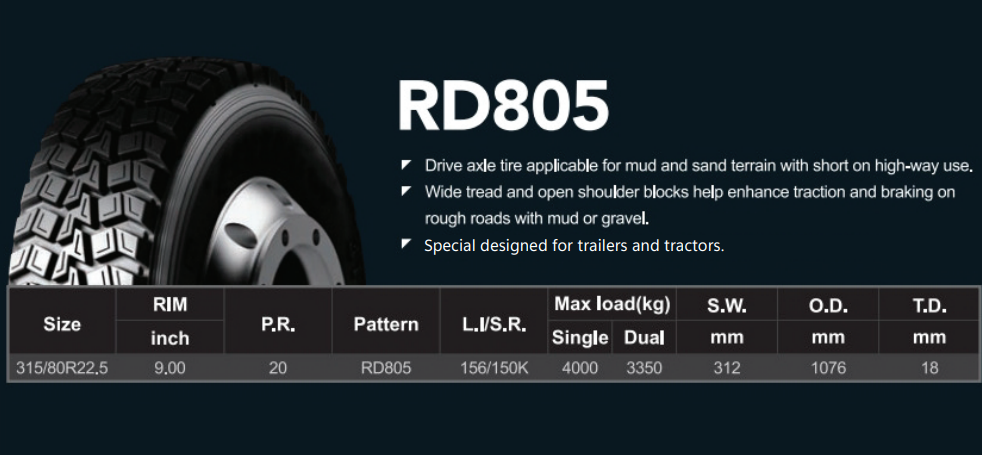 RD805
Drive axle tire applicable for mud and sand terrain with short on high-way use.
Wide tread and open shoulder blocks help enhance traction and braking on
rough roads with mud or gravel.
Special designed for trailers and tractors.
Size RIM inch P.R. Pattern L.I/S.R. Max load(kg) Single Dual S.W. mm O.D. mm T.D. mm
315/80R22.5 9.00 20 RD805 156/150K 4000 3350 312 1076 18